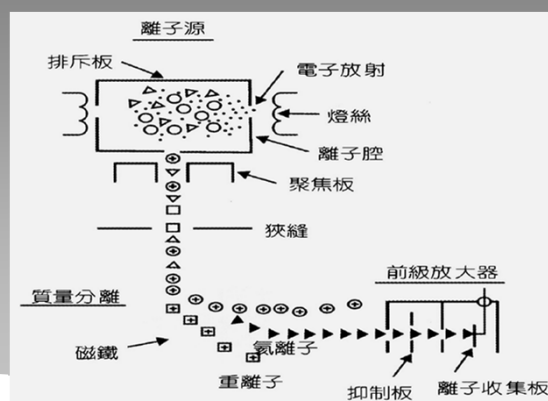 離子源
排斥板
電子放射
燈絲
離子腔
聚焦板
狹縫
前級放大器
質量分離
磁鐵
氦離子
重離子
抑制板
離子收集板